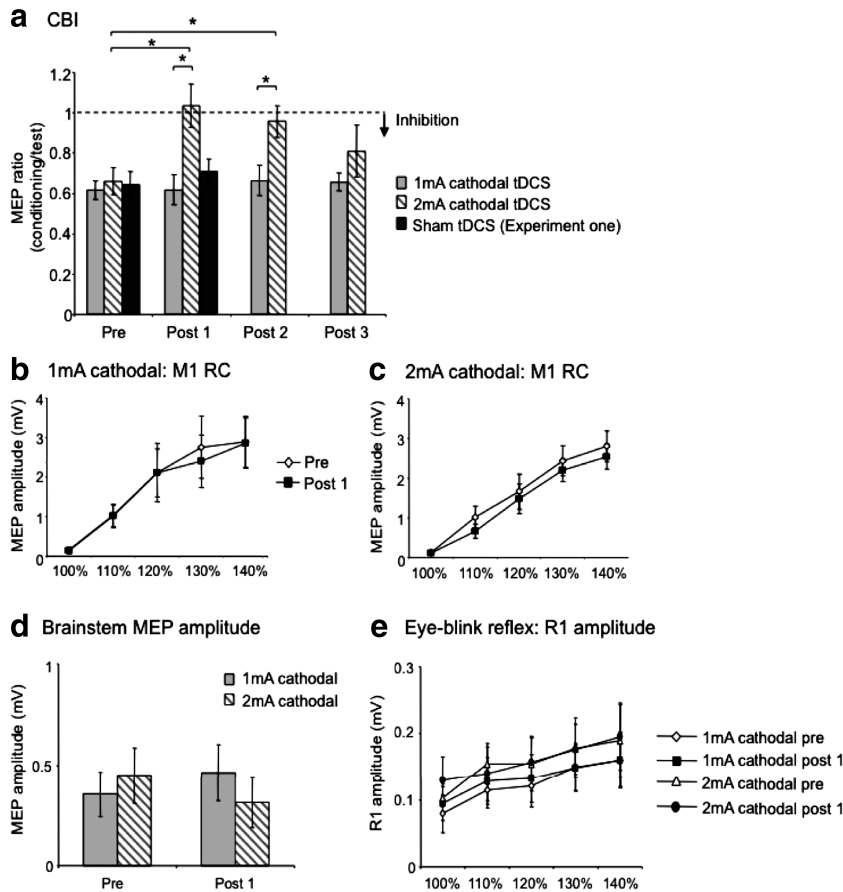 a CBI
*
*
* *
1.2
1
0.8
0.6
0.4
0.2
0
MEP ratio
(conditioning/test)
Inhibition
1mA cathodal tDCS
2mA cathodal tDCS
Sham tDCS (Experiment one)
Pre Post 1 Post 2 Post 3
b 1mA cathodal: M1 RC
4
3
2
1
0
MEP amplitude (mV)
Pre
Post 1
100% 110% 120% 130% 140%
c 2mA cathodal: M1 RC
4
3
2
1
0
MEP amplitude (mV)
100% 110% 120% 130% 140%
d Brainstem MEP amplitude
1
0.5
0
MEP amplitude (mV)
1mA cathodal
2mA cathodal
Pre Post 1
e Eye-blink reflex: R1 amplitude
0.3
0.2
0.1
0
R1 amplitude (mV)
1mA cathodal pre
1mA cathodal post 1
2mA cathodal pre
2mA cathodal post 1
100% 110% 120% 130% 140%